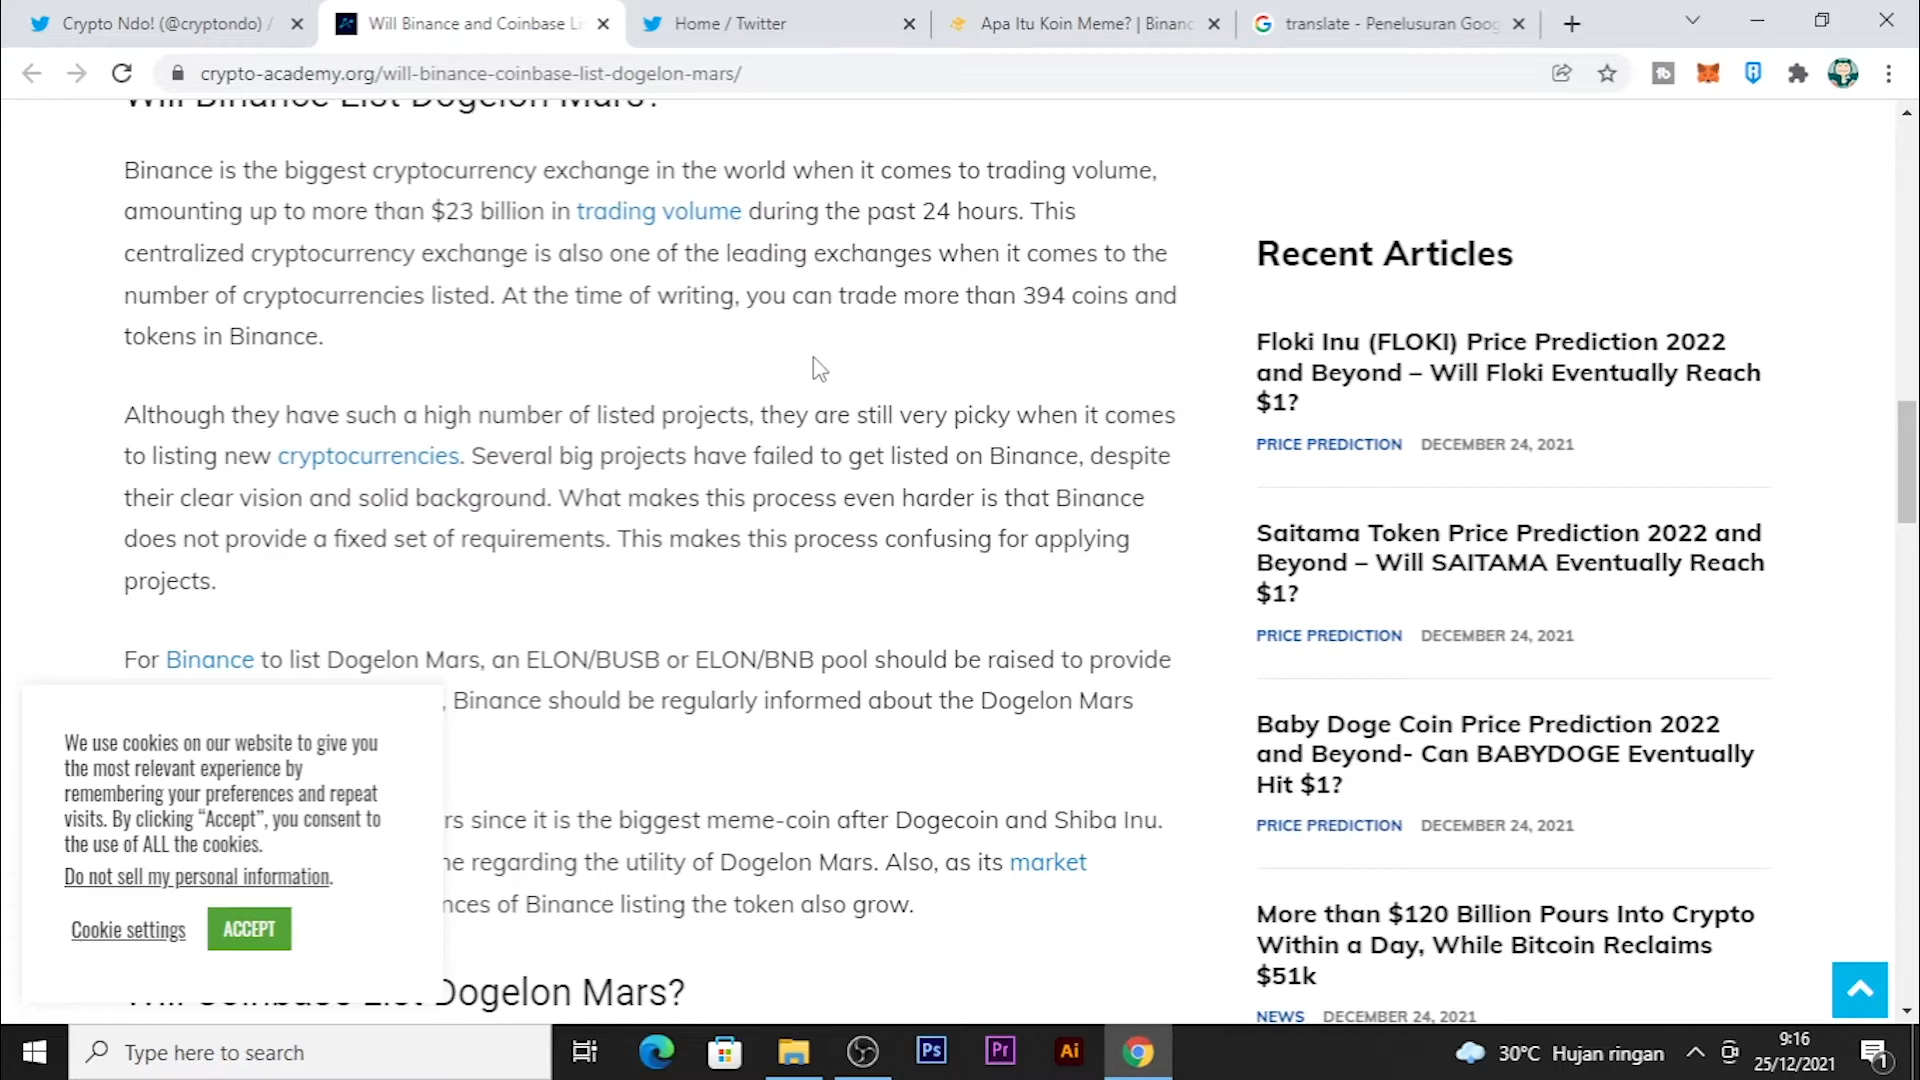 Crypto Ndo! (@cryptondo) /
Will Binance and Coinbase Li
Home / Twitter
Apa Itu Koin Meme? | Binanc
translate - Penelusuran Goog
crypto-academy.org/will-binance-coinbase-list-dogelon-mars/
Will Binance List Dogelon Mars?
Binance is the biggest cryptocurrency exchange in the world when it comes to trading volume,
amounting up to more than $23 billion in trading volume during the past 24 hours. This
centralized cryptocurrency exchange is also one of the leading exchanges when it comes to the
number of cryptocurrencies listed. At the time of writing, you can trade more than 394 coins and
tokens in Binance.
Although they have such a high number of listed projects, they are still very picky when it comes
to listing new cryptocurrencies. Several big projects have failed to get listed on Binance, despite
their clear vision and solid background. What makes this process even harder is that Binance
does not provide a fixed set of requirements. This makes this process confusing for applying
projects.
For Binance to list Dogelon Mars, an ELON/BUSB or ELON/BNB pool should be raised to provide
, Binance should be regularly informed about the Dogelon Mars
rs since it is the biggest meme-coin after Dogecoin and Shiba Inu.
ne regarding the utility of Dogelon Mars. Also, as its market
nces of Binance listing the token also grow.
Will Coinbase List Dogelon Mars?
We use cookies on our website to give you
the most relevant experience by
remembering your preferences and repeat
visits. By clicking “Accept”, you consent to
the use of ALL the cookies.
Do not sell my personal information.
Cookie settings
ACCEPT
Recent Articles
Floki Inu (FLOKI) Price Prediction 2022
and Beyond – Will Floki Eventually Reach
$1?
PRICE PREDICTION DECEMBER 24, 2021
Saitama Token Price Prediction 2022 and
Beyond – Will SAITAMA Eventually Reach
$1?
PRICE PREDICTION DECEMBER 24, 2021
Baby Doge Coin Price Prediction 2022
and Beyond- Can BABYDOGE Eventually
Hit $1?
PRICE PREDICTION DECEMBER 24, 2021
More than $120 Billion Pours Into Crypto
Within a Day, While Bitcoin Reclaims
$51k
NEWS DECEMBER 24, 2021
Type here to search
Ps
Pr
Ai
30°C Hujan ringan
9:16
25/12/2021
1